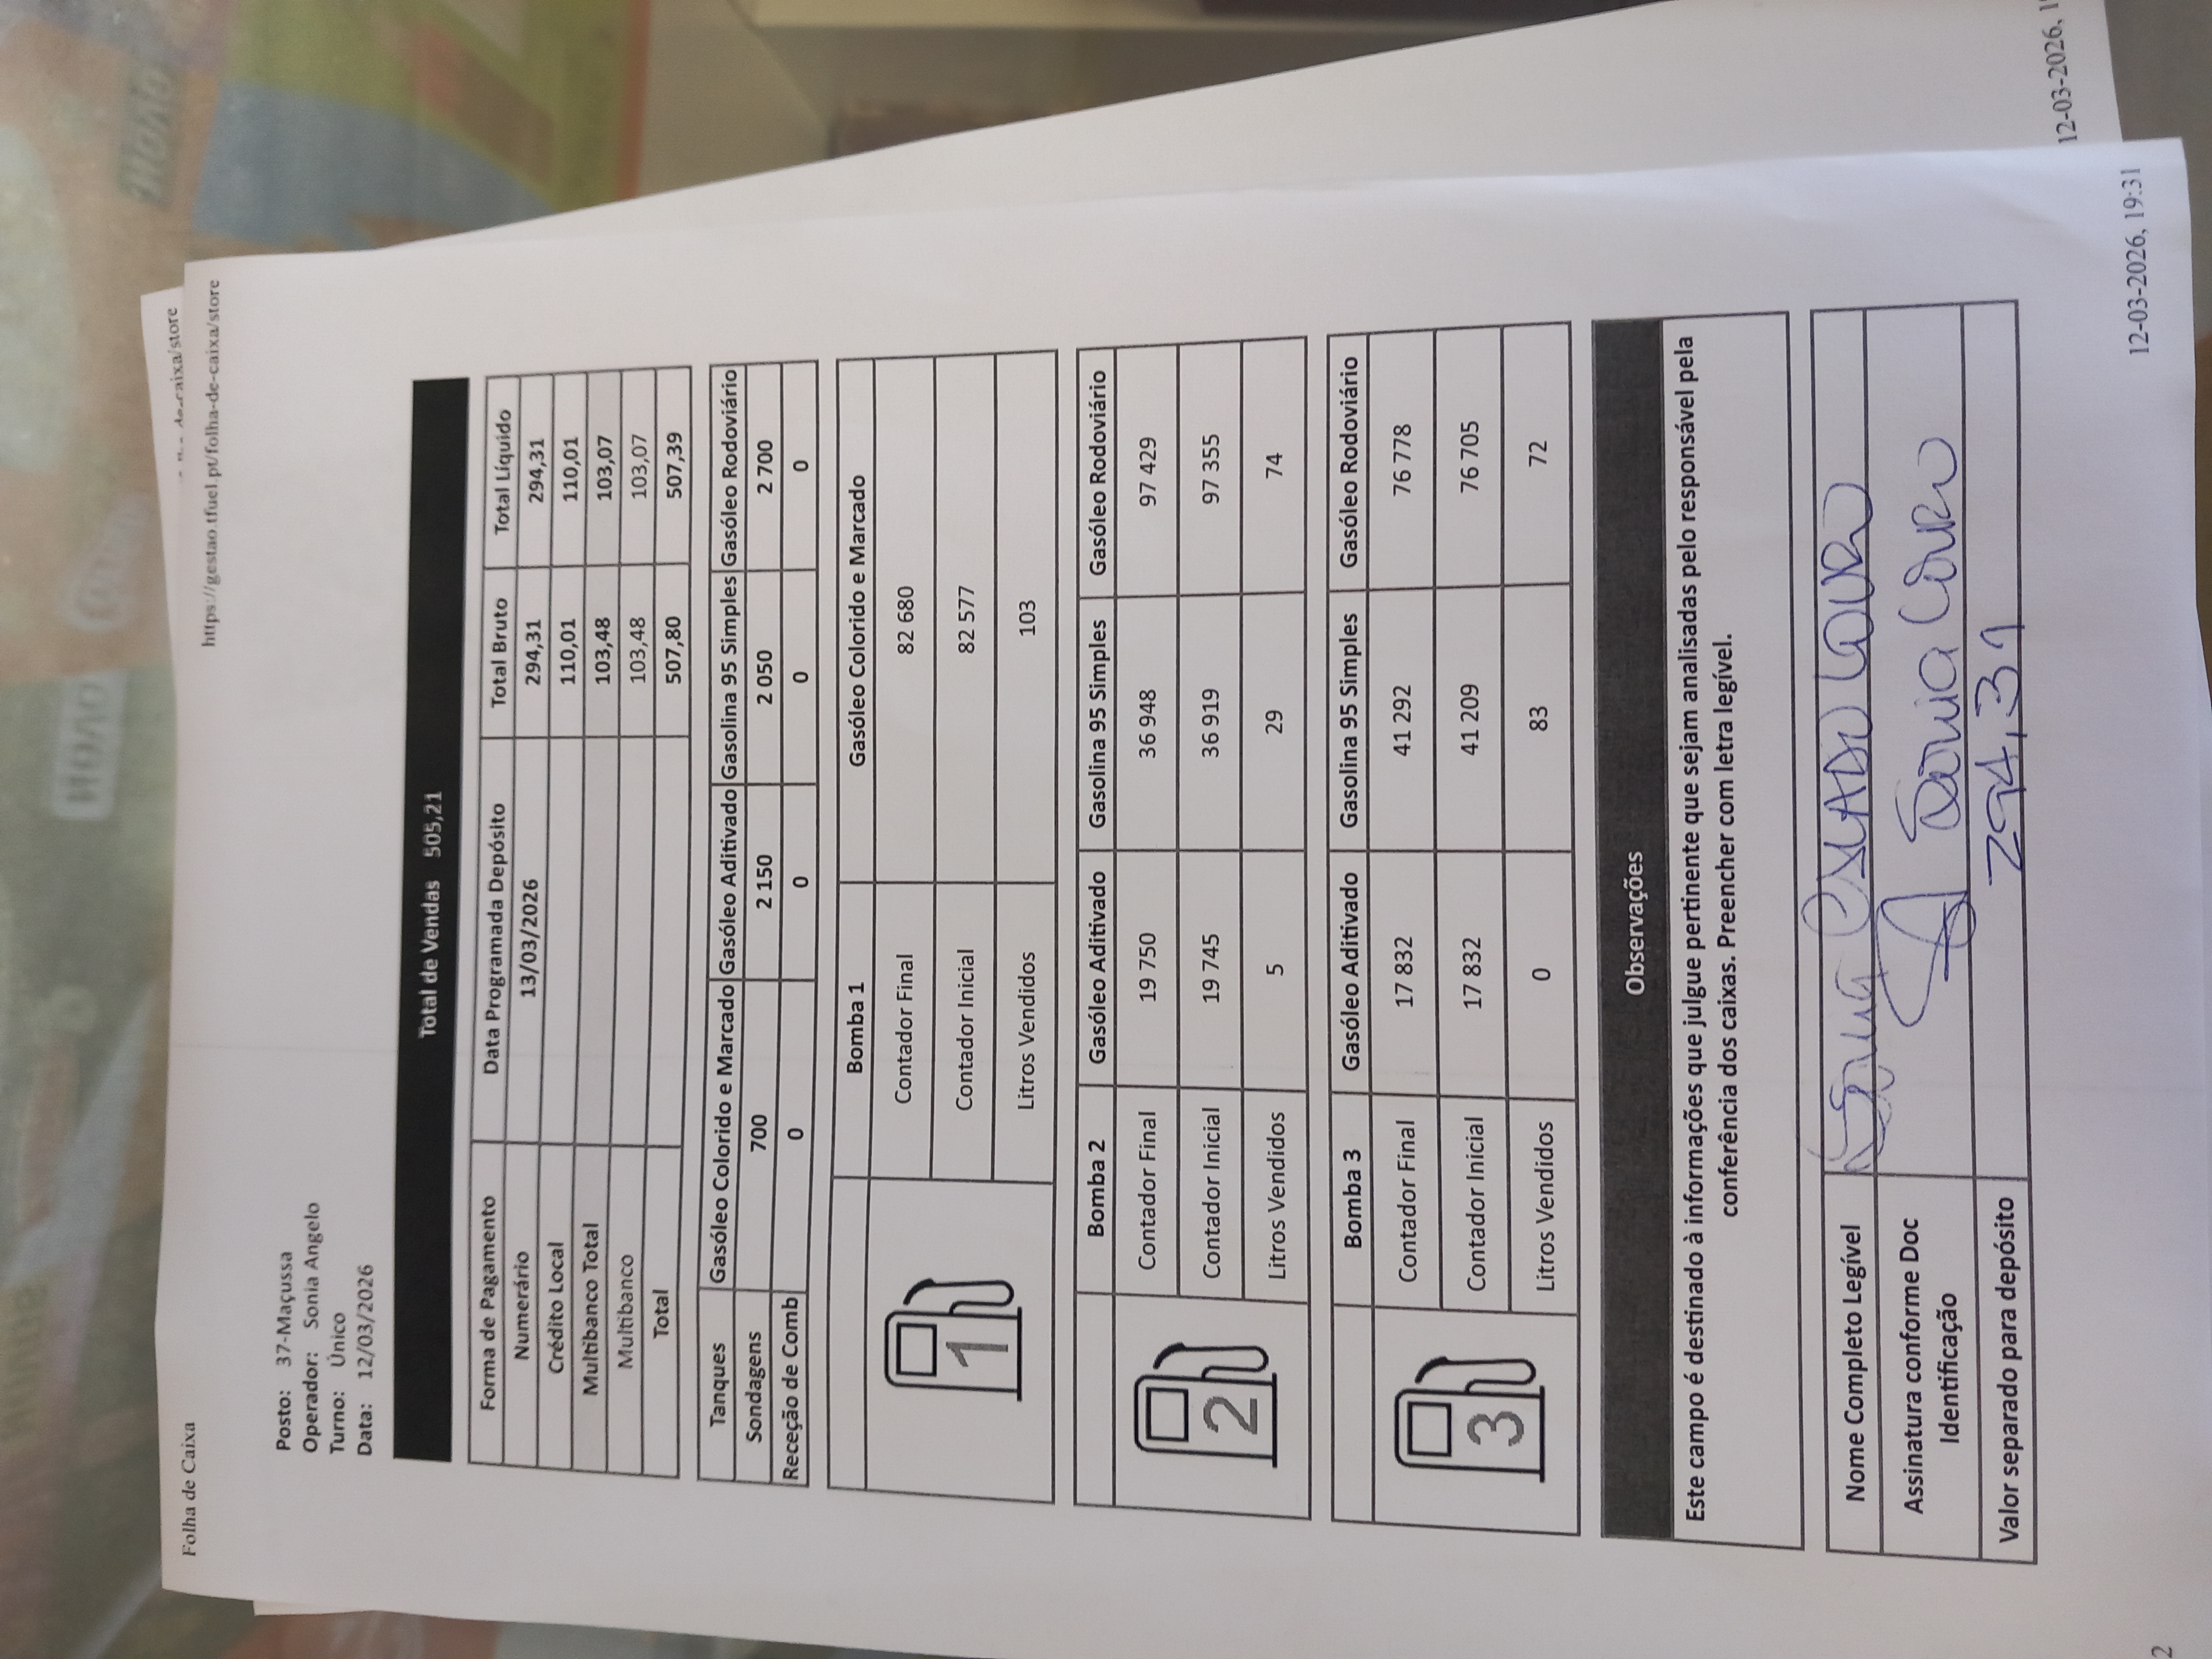 Folha de Caixa https://gestao.tfuel.pt/folha-de-caixa/store
Posto: 37-Maçussa
Operador: Sonia Angelo
Turno: Único
Data: 12/03/2026
Total de Vendas 505,21
Forma de Pagamento Data Programada Depósito Total Bruto Total Líquido
Numerário 13/03/2026 294,31 294,31
Crédito Local 110,01 110,01
Multibanco Total 103,48 103,07
Multibanco 103,48 103,07
Total 507,80 507,39
Tanques Gasóleo Colorido e Marcado Gasóleo Aditivado Gasolina 95 Simples Gasóleo Rodoviário
Sondagens 700 2 150 2 050 2 700
Receção de Comb 0 0 0 0
Bomba 1 Gasóleo Colorido e Marcado
1
Contador Final 82 680
Contador Inicial 82 577
Litros Vendidos 103
Bomba 2 Gasóleo Aditivado Gasolina 95 Simples Gasóleo Rodoviário
2
Contador Final 19 750 36 948 97 429
Contador Inicial 19 745 36 919 97 355
Litros Vendidos 5 29 74
Bomba 3 Gasóleo Aditivado Gasolina 95 Simples Gasóleo Rodoviário
3
Contador Final 17 832 41 292 76 778
Contador Inicial 17 832 41 209 76 705
Litros Vendidos 0 83 72
Observações
Este campo é destinado à informações que julgue pertinente que sejam analisadas pelo responsável pela
conferência dos caixas. Preencher com letra legível.
Nome Completo Legível
Assinatura conforme Doc
Identificação
Valor separado para depósito 294,31
2 12-03-2026, 19:31
12-03-2026, 1